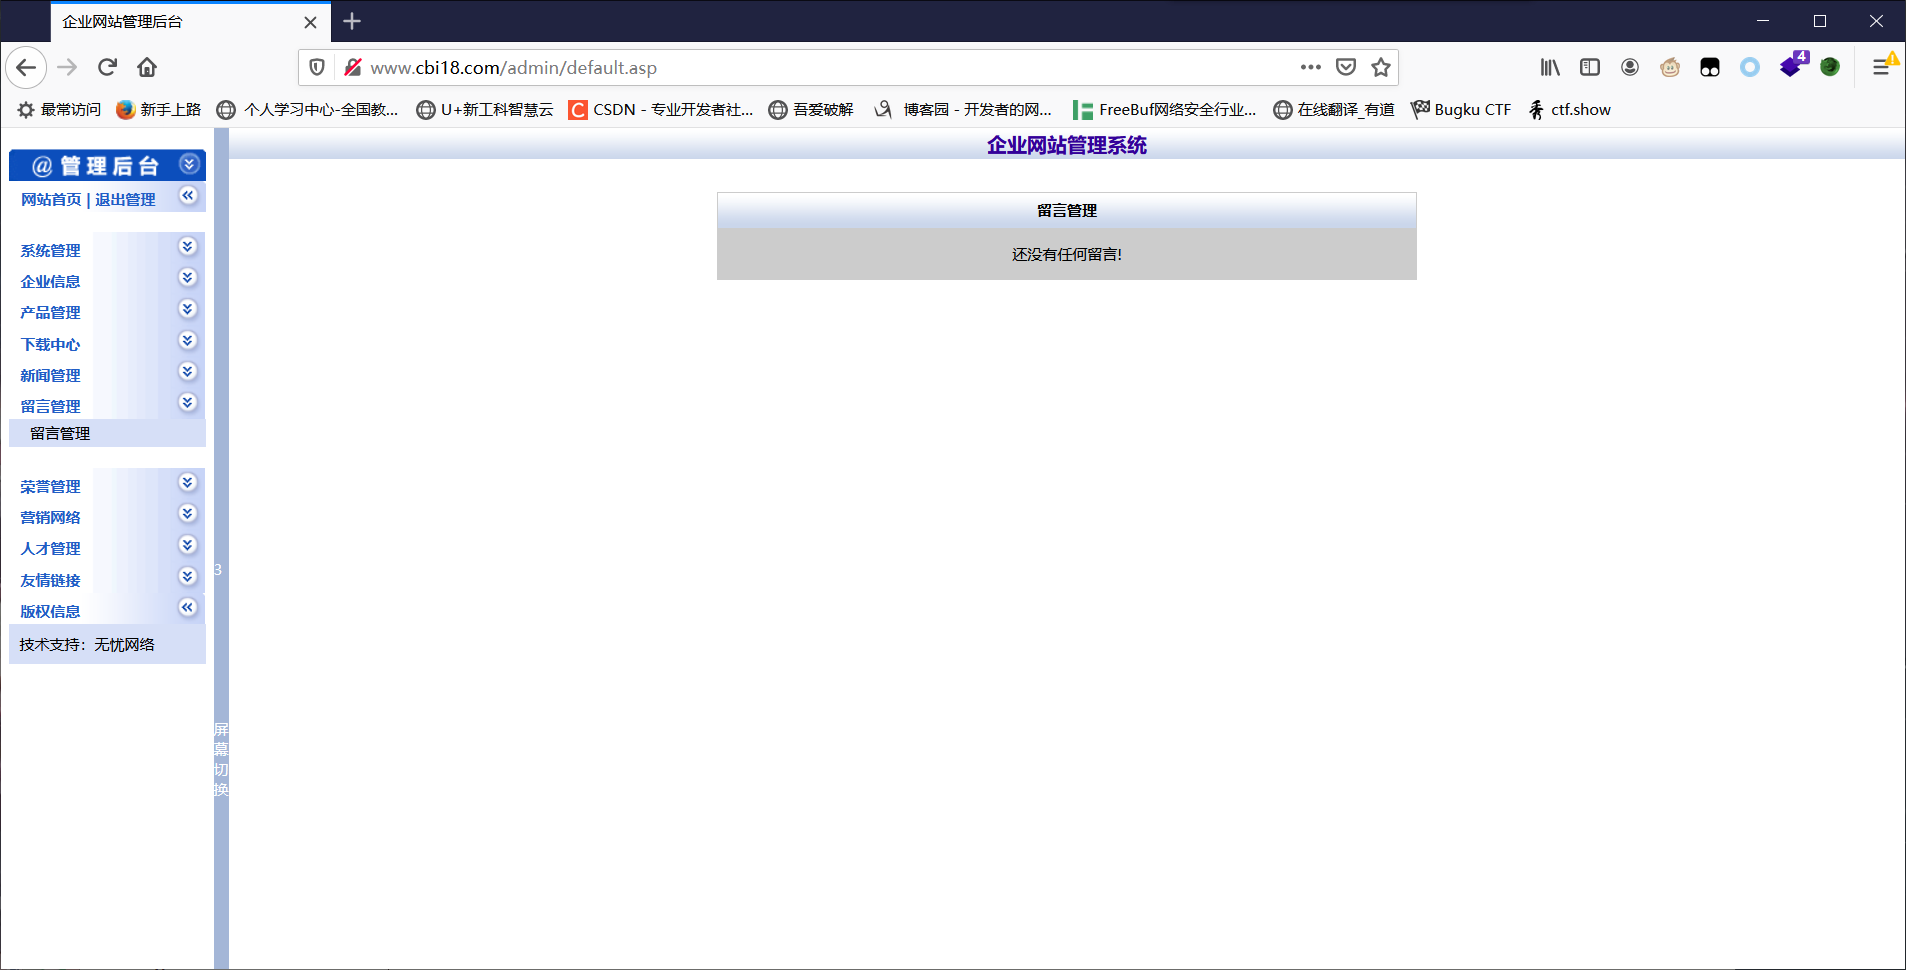 企业网站管理后台
www.cbi18.com/admin/default.asp
4
最常访问 新手上路 个人学习中心-全国教... U+新工科智慧云 CSDN - 专业开发者社... 吾爱破解 博客园 - 开发者的网... FreeBuf网络安全行业... 在线翻译_有道 Bugku CTF ctf.show
企业网站管理系统
@ 管理后台
网站首页 | 退出管理
系统管理
企业信息
产品管理
下载中心
新闻管理
留言管理
留言管理
荣誉管理
营销网络
人才管理
友情链接
版权信息
技术支持：无忧网络
3
屏
幕
切
换
留言管理
还没有任何留言!